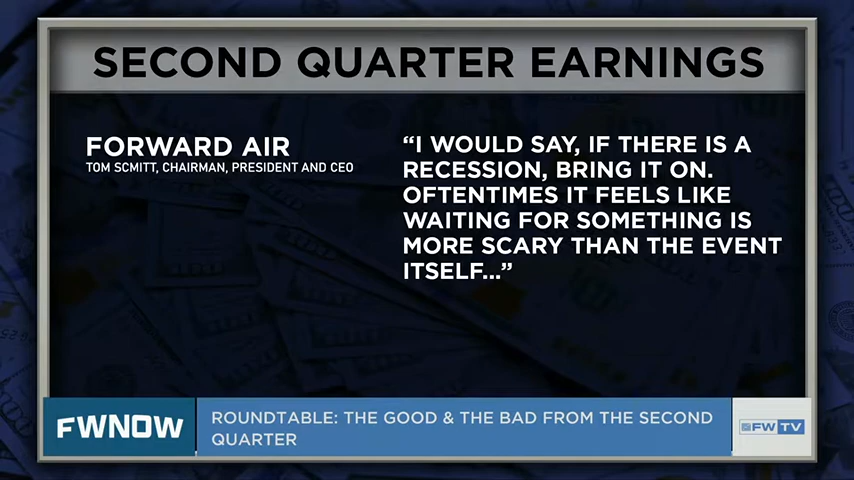 SECOND QUARTER EARNINGS
FORWARD AIR
TOM SCMITT, CHAIRMAN, PRESIDENT AND CEO
“I WOULD SAY, IF THERE IS A
RECESSION, BRING IT ON.
OFTENTIMES IT FEELS LIKE
WAITING FOR SOMETHING IS
MORE SCARY THAN THE EVENT
ITSELF...”
FWNOW
ROUNDTABLE: THE GOOD & THE BAD FROM THE SECOND
QUARTER
FWTV